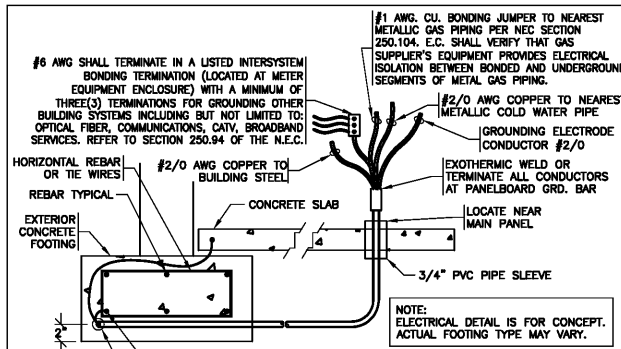 #1 AWG. CU. BONDING JUMPER TO NEAREST
METALLIC GAS PIPING PER NEC SECTION
250.104. E.C. SHALL VERIFY THAT GAS
SUPPLIER'S EQUIPMENT PROVIDES ELECTRICAL
ISOLATION BETWEEN BONDED AND UNDERGROUND
SEGMENTS OF METAL GAS PIPING.
#6 AWG SHALL TERMINATE IN A LISTED INTERSYSTEM
BONDING TERMINATION (LOCATED AT METER
EQUIPMENT ENCLOSURE) WITH A MINIMUM OF
THREE(3) TERMINATIONS FOR GROUNDING OTHER
BUILDING SYSTEMS INCLUDING BUT NOT LIMITED TO:
OPTICAL FIBER, COMMUNICATIONS, CATV, BROADBAND
SERVICES. REFER TO SECTION 250.94 OF THE N.E.C.
#2/0 AWG COPPER TO NEAREST
METALLIC COLD WATER PIPE
GROUNDING ELECTRODE
CONDUCTOR #2/0
HORIZONTAL REBAR
OR TIE WIRES
#2/0 AWG COPPER TO
BUILDING STEEL
EXOTHERMIC WELD OR
TERMINATE ALL CONDUCTORS
AT PANELBOARD GRD. BAR
REBAR TYPICAL
CONCRETE SLAB
LOCATE NEAR
MAIN PANEL
EXTERIOR
CONCRETE
FOOTING
3/4" PVC PIPE SLEEVE
NOTE:
ELECTRICAL DETAIL IS FOR CONCEPT.
ACTUAL FOOTING TYPE MAY VARY.
2"